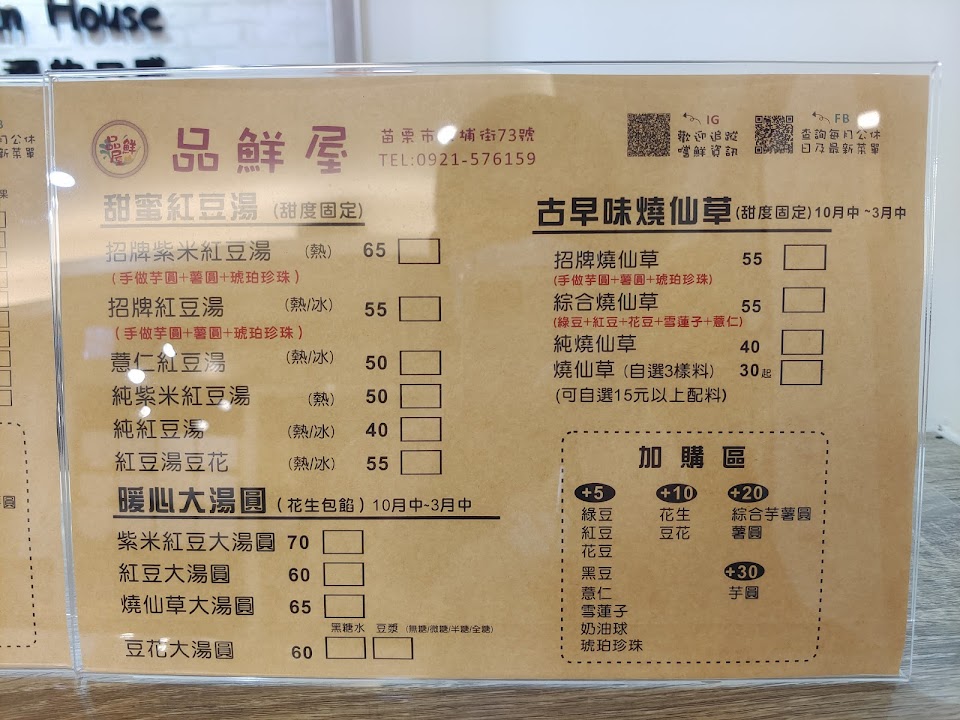 n House
品鮮屋
苗栗市 埔街73號
TEL:0921-576159
IG
歡迎追蹤
嚐鮮資訊
FB
查詢每月公休
日及最新菜單
甜蜜紅豆湯 (甜度固定)
招牌紫米紅豆湯 (熱) 65
(手做芋圓+薯圓+琥珀珍珠)
招牌紅豆湯 (熱/冰) 55
(手做芋圓+薯圓+琥珀珍珠)
薏仁紅豆湯 (熱/冰) 50
純紫米紅豆湯 (熱) 50
純紅豆湯 (熱/冰) 40
紅豆湯豆花 (熱/冰) 55
暖心大湯圓 (花生包餡) 10月中~3月中
紫米紅豆大湯圓 70
紅豆大湯圓 60
燒仙草大湯圓 65
黑糖水 豆漿 (無糖/微糖/半糖/全糖)
豆花大湯圓 60
古早味燒仙草 (甜度固定) 10月中~3月中
招牌燒仙草 55
(手做芋圓+薯圓+琥珀珍珠)
綜合燒仙草 55
(綠豆+紅豆+花豆+雪蓮子+薏仁)
純燒仙草 40
燒仙草 (自選3樣料) 30起
(可自選15元以上配料)
加購區
+5
綠豆
紅豆
花豆
黑豆
薏仁
雪蓮子
奶油球
琥珀珍珠
+10
花生
豆花
+20
綜合芋薯圓
薯圓
+30
芋圓